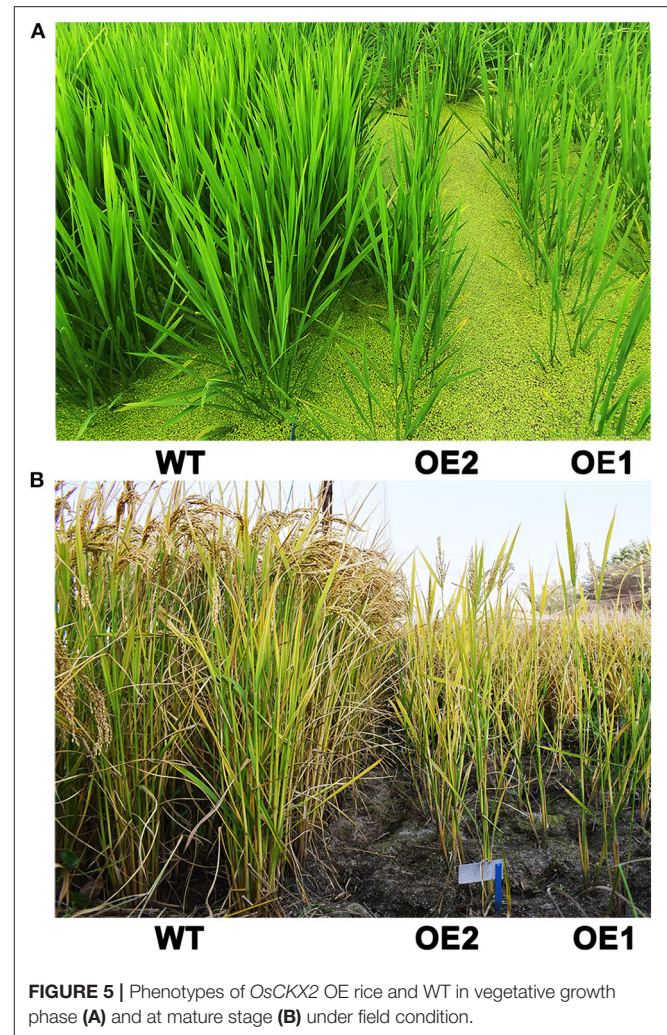 A
WT OE2 OE1
B
WT OE2 OE1
FIGURE 5 | Phenotypes of OsCKX2 OE rice and WT in vegetative growth
phase (A) and at mature stage (B) under field condition.